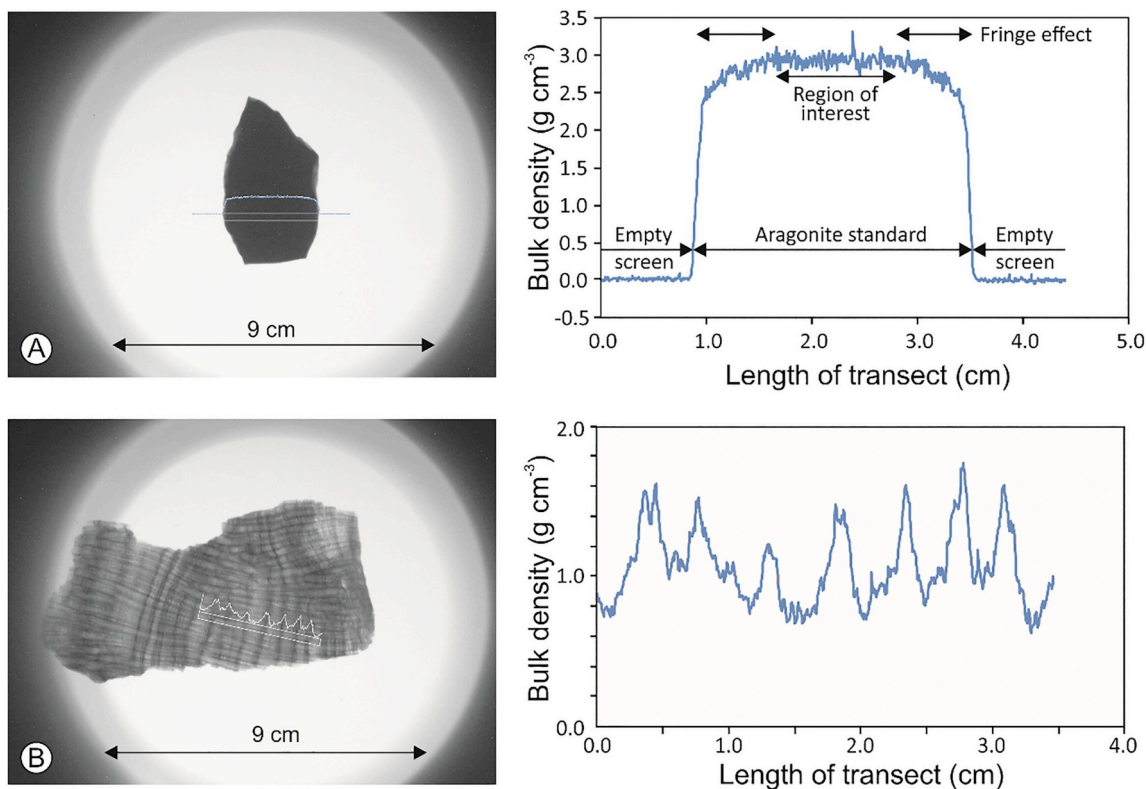 A
9 cm
Bulk density (g cm-3)
3.5
3.0
2.5
2.0
1.5
1.0
0.5
0.0
-0.5
Fringe effect
Region of
interest
Empty
screen
Aragonite standard
Empty
screen
0.0 1.0 2.0 3.0 4.0 5.0
Length of transect (cm)
B
9 cm
Bulk density (g cm-3)
2.0
1.0
0.0
0.0 1.0 2.0 3.0 4.0
Length of transect (cm)